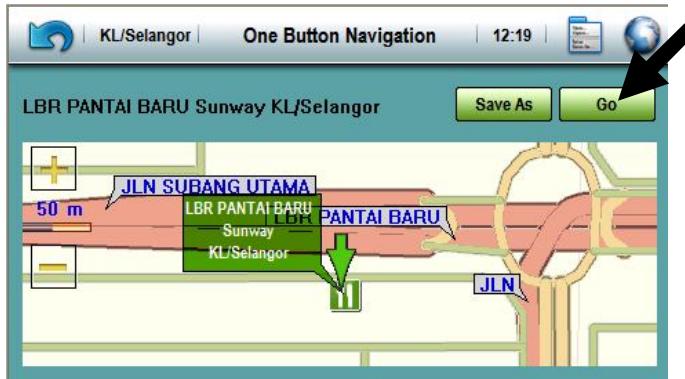 KL/Selangor One Button Navigation 12:19
LBR PANTAI BARU Sunway KL/Selangor Save As Go
JLN SUBANG UTAMA
50 m
LBR PANTAI BARU
Sunway
KL/Selangor
LBR PANTAI BARU
JLN